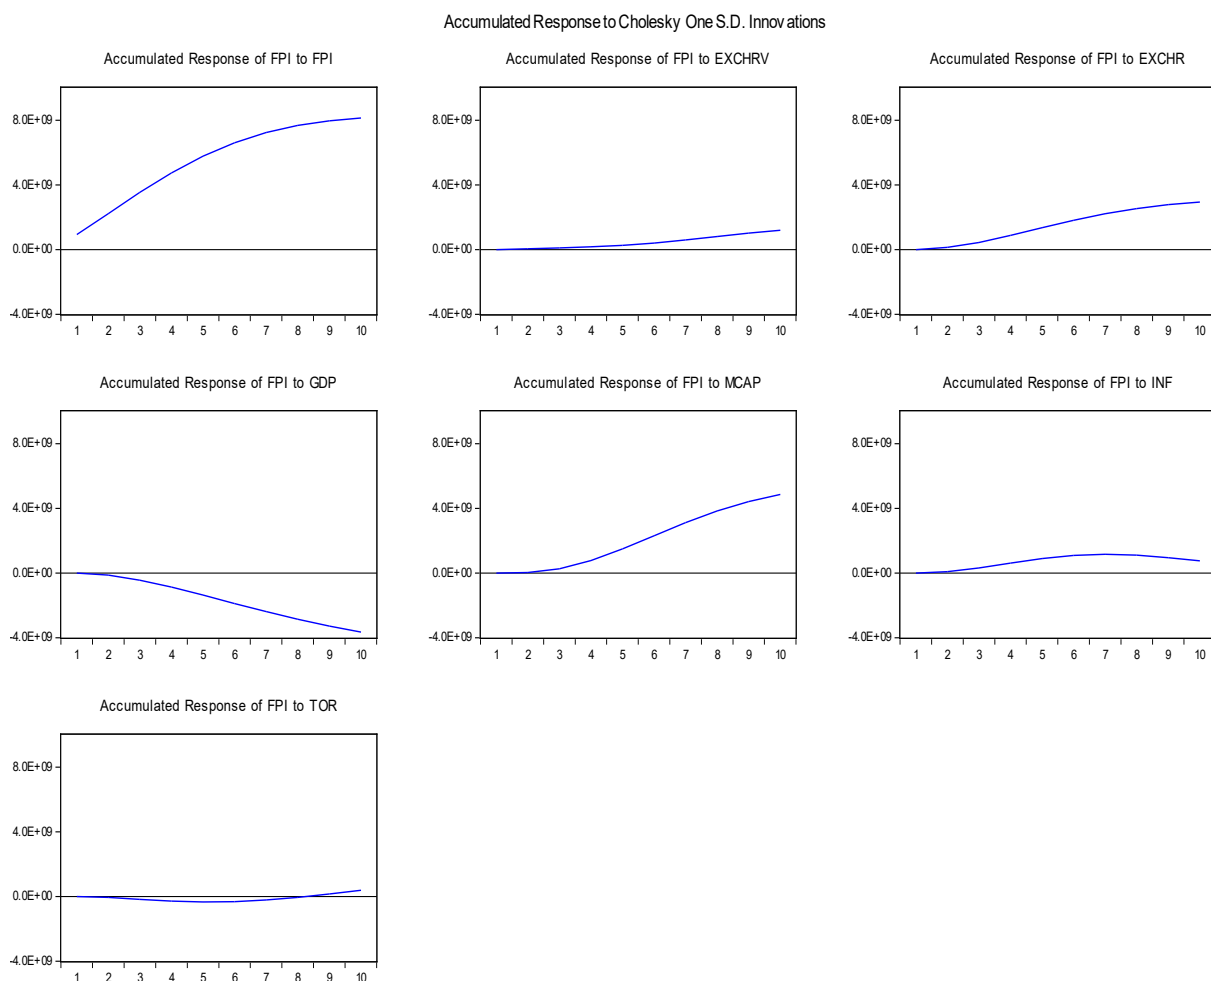 Accumulated Response to Cholesky One S.D. Innovations
Accumulated Response of FPI to FPI
8.0E+09
4.0E+09
0.0E+00
-4.0E+09
1 2 3 4 5 6 7 8 9 10
Accumulated Response of FPI to EXCHRV
8.0E+09
4.0E+09
0.0E+00
-4.0E+09
1 2 3 4 5 6 7 8 9 10
Accumulated Response of FPI to EXCHR
8.0E+09
4.0E+09
0.0E+00
-4.0E+09
1 2 3 4 5 6 7 8 9 10
Accumulated Response of FPI to GDP
8.0E+09
4.0E+09
0.0E+00
-4.0E+09
1 2 3 4 5 6 7 8 9 10
Accumulated Response of FPI to MCAP
8.0E+09
4.0E+09
0.0E+00
-4.0E+09
1 2 3 4 5 6 7 8 9 10
Accumulated Response of FPI to INF
8.0E+09
4.0E+09
0.0E+00
-4.0E+09
1 2 3 4 5 6 7 8 9 10
Accumulated Response of FPI to TOR
8.0E+09
4.0E+09
0.0E+00
-4.0E+09
1 2 3 4 5 6 7 8 9 10